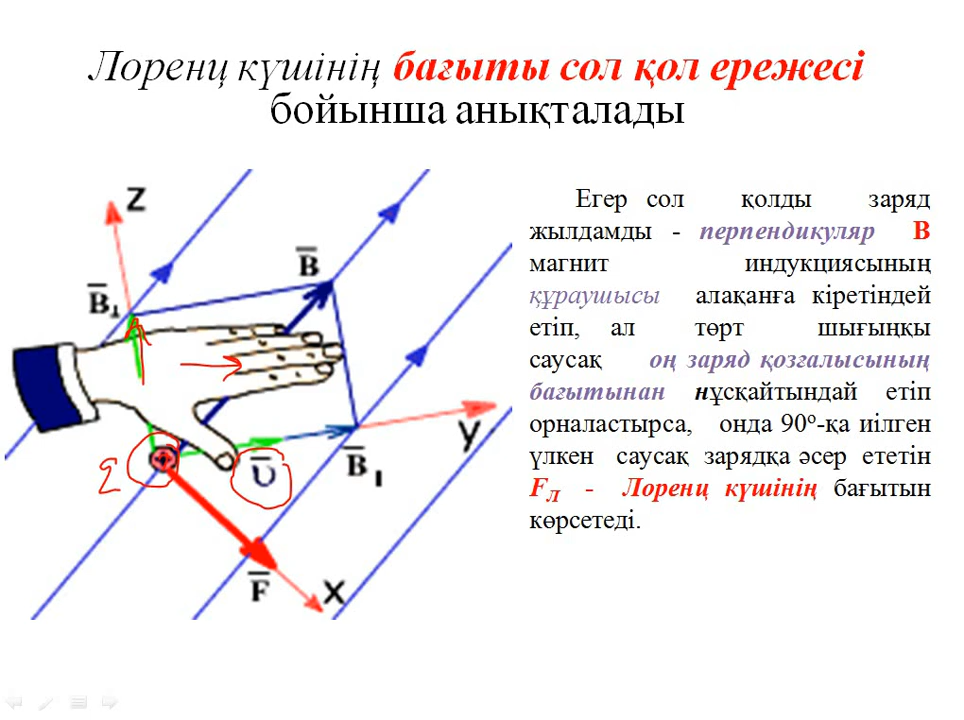 Лоренц күшінің бағыты сол қол ережесі
бойынша анықталады
Егер сол қолды заряд
жылдамды - перпендикуляр В
магнит индукциясының
құраушысы алақанға кіретіндей
етіп, ал төрт шығыңқы
саусақ оң заряд қозғалысының
бағытынан нұсқайтындай етіп
орналастырса, онда 90º-қа иілген
үлкен саусақ зарядқа әсер ететін
FЛ - Лоренц күшінің бағытын
көрсетеді.
Z
B̅⊥
B̅
y
B̅ ׀׀
υ̅
q
F̅
X